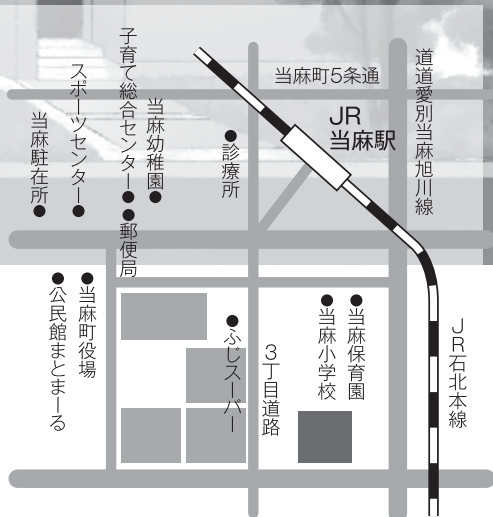 当麻町5条通
道道愛別当麻旭川線
JR
当麻駅
子育て総合センター
スポーツセンター
当麻幼稚園
当麻駐在所
診療所
郵便局
当麻町役場
公民館まとまーる
ふじスーパー
3丁目道路
当麻小学校
当麻保育園
JR石北本線